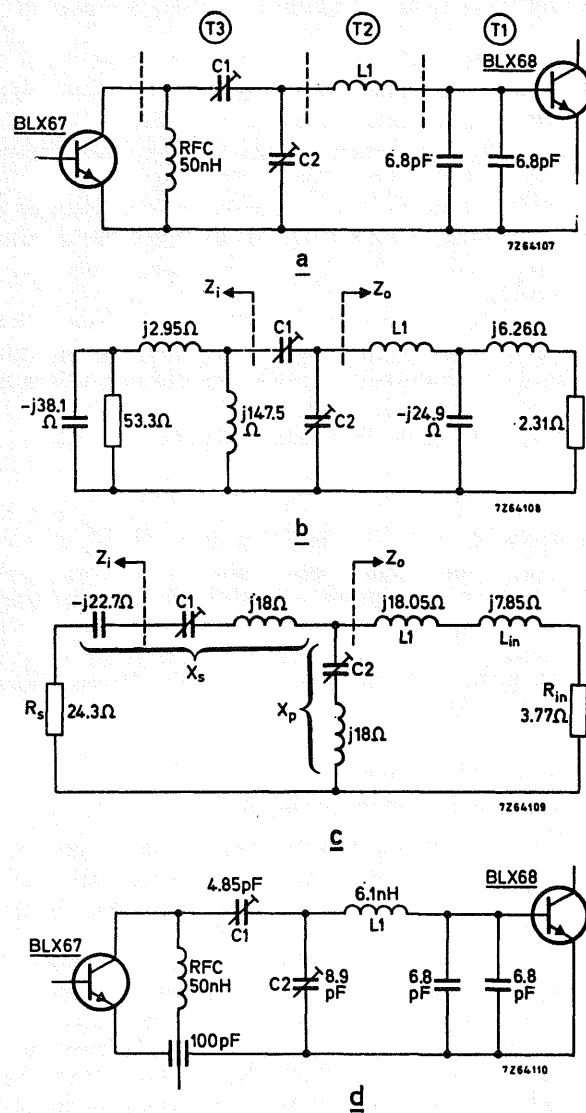 T3 T2 T1
BLX67
C1
L1
BLX68
RFC
50nH
C2
6.8pF
6.8pF
7Z64107
a
Zi
Zo
j2.95Ω
C1
L1
j6.26Ω
-j38.1
Ω
53.3Ω
j147.5
Ω
C2
-j24.9
Ω
2.31Ω
7Z64108
b
Zi
Zo
-j22.7Ω
C1
j18Ω
j18.05Ω
L1
j7.85Ω
Lin
Xs
Rs
24.3Ω
Xp
C2
j18Ω
Rin
3.77Ω
7Z64109
c
BLX67
4.85pF
C1
6.1nH
L1
BLX68
RFC
50nH
C2
8.9
pF
6.8
pF
6.8
pF
100pF
7Z64110
d